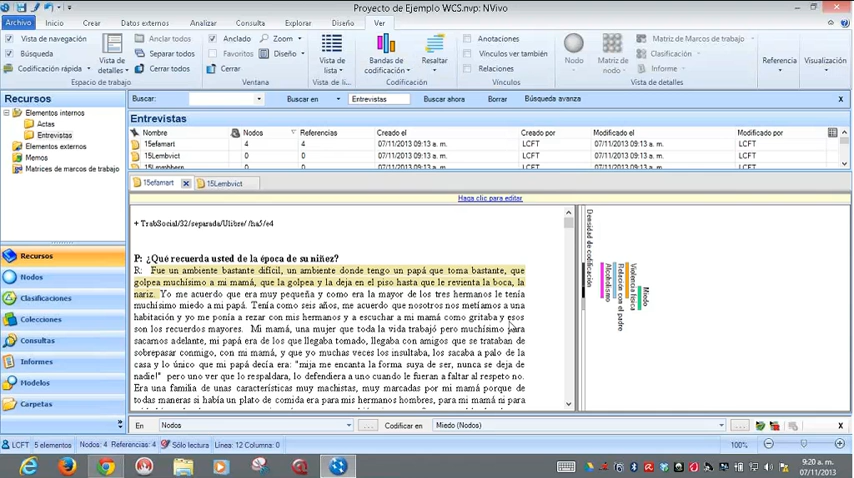 Proyecto de Ejemplo WCS.nvp: NVivo
Archivo Inicio Crear Datos externos Analizar Consulta Explorar Diseño Ver
Vista de navegación
Búsqueda
Codificación rápida
Vista de detalles
Anclar todos
Separar todos
Cerrar todos
Espacio de trabajo
Anclado
Favoritos
Cerrar
Zoom
Diseño
Ventana
Vista de lista
Vista de li...
Bandas de codificación
Resaltar
Codificación
Anotaciones
Vínculos ver también
Relaciones
Nodo
Matriz de nodo
Matriz de Marcos de trabajo
Clasificación
Informe
Vista de detalles
Referencia
Visualización
Recursos
Elementos internos
Actas
Entrevistas
Elementos externos
Memos
Matrices de marcos de trabajo
Buscar: Buscar en Entrevistas Buscar ahora Borrar Búsqueda avanza
Entrevistas
Nombre Nodos Referencias Creado el Creado por Modificado el Modificado por
15efamart 4 4 07/11/2013 09:13 a. m. LCFT 07/11/2013 09:13 a. m. LCFT
15Lembvict 0 0 07/11/2013 09:13 a. m. LCFT 07/11/2013 09:13 a. m. LCFT
15efamart 15Lembvict
Haga clic para editar
+ TrabSocial/32/separada/Ulibre/ /ha5/e4
P: ¿Qué recuerda usted de la época de su niñez?
R: Fue un ambiente bastante difícil, un ambiente donde tengo un papá que toma bastante, que
golpea muchísimo a mi mamá, que la golpea y la deja en el piso hasta que le revienta la boca, la
nariz. Yo me acuerdo que era muy pequeña y como era la mayor de los tres hermanos le tenía
muchísimo miedo a mi papá. Tenía como seis años, me acuerdo que nosotros nos metíamos a una
habitación y yo me ponía a rezar con mis hermanos y a escuchar a mi mamá como gritaba y esos
son los recuerdos mayores. Mi mamá, una mujer que toda la vida trabajó pero muchísimo para
sacarnos adelante, mi papá era de los que llegaba tomado, llegaba con amigos que se trataban de
sobrepasar conmigo, con mi mamá, y que yo muchas veces los insultaba, los sacaba a palo de la
casa y lo único que mi papá decía era: "mija me encanta la forma suya de ser, nunca se deja de
nadie!" pero uno ver que lo respaldara, lo defendiera a uno cuando le fueran a faltar al respeto no.
Era una familia de unas características muy machistas, muy marcadas por mi mamá porque de
todas maneras si había un plato de comida era para mis hermanos hombres, para mi mamá ni para
Densidad de codificación
Alcoholismo
Relación con el padre
Violencia física
Miedo
Recursos
Nodos
Clasificaciones
Colecciones
Consultas
Informes
Modelos
Carpetas
En Nodos ... Codificar en Miedo (Nodos) ...
LCFT 5 elementos Nodos: 4 Referencias: 4 Sólo lectura Línea: 12 Columna: 0 100%
9:20 a. m.
07/11/2013